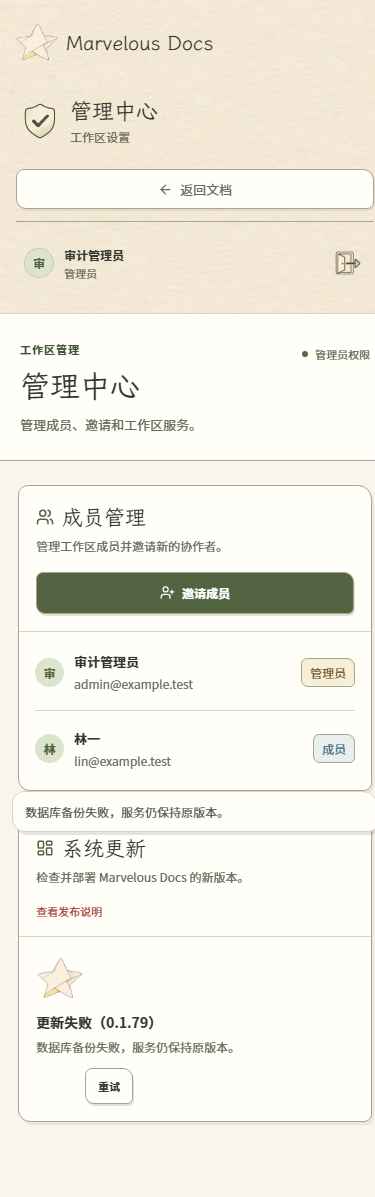 Marvelous Docs
管理中心
工作区设置
返回文档
审
审计管理员
管理员
工作区管理
管理员权限
管理中心
管理成员、邀请和工作区服务。
成员管理
管理工作区成员并邀请新的协作者。
邀请成员
审
审计管理员
admin@example.test
管理员
林
林一
lin@example.test
成员
数据库备份失败，服务仍保持原版本。
系统更新
检查并部署 Marvelous Docs 的新版本。
查看发布说明
更新失败（0.1.79）
数据库备份失败，服务仍保持原版本。
重试